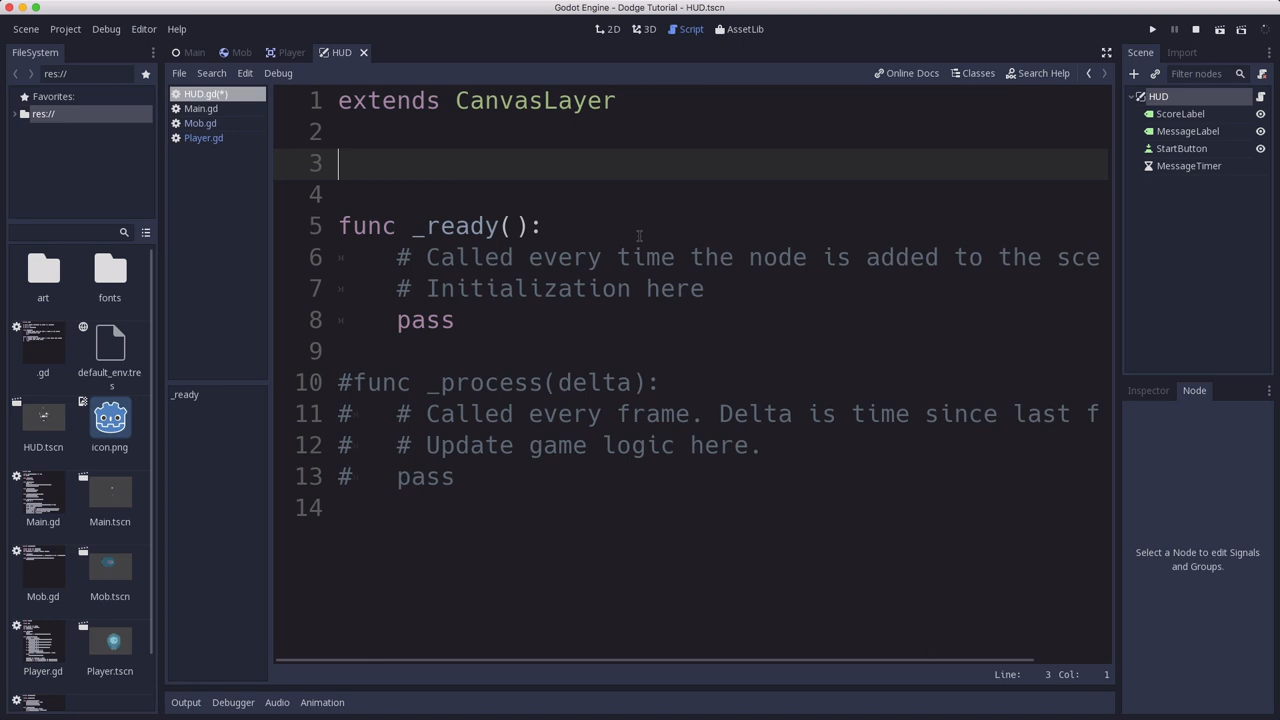 Godot Engine - Dodge Tutorial - HUD.tscn
Scene Project Debug Editor Help
2D 3D Script AssetLib
FileSystem
res://
Favorites:
res://
art fonts
.gd default_env.tres
HUD.tscn icon.png
Main.gd Main.tscn
Mob.gd Mob.tscn
Player.gd Player.tscn
Main Mob Player HUD
File Search Edit Debug
Online Docs Classes Search Help
HUD.gd(*)
Main.gd
Mob.gd
Player.gd
_ready
1 extends CanvasLayer
2
3
4
5 func _ready():
6 # Called every time the node is added to the sce
7 # Initialization here
8 pass
9
10 #func _process(delta):
11 # # Called every frame. Delta is time since last f
12 # # Update game logic here.
13 # pass
14
Line: 3 Col: 1
Output Debugger Audio Animation
Scene Import
Filter nodes
HUD
ScoreLabel
MessageLabel
StartButton
MessageTimer
Inspector Node
Select a Node to edit Signals
and Groups.